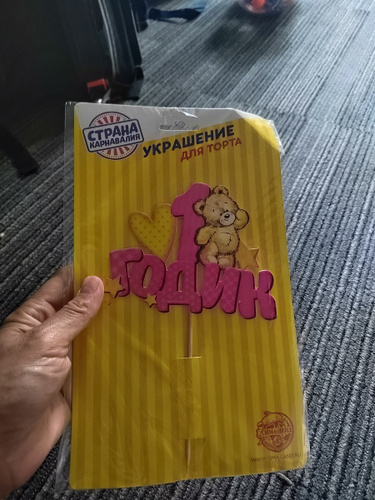 СТРАНА
КАРНАВАЛИЯ
УКРАШЕНИЕ
ДЛЯ ТОРТА
1
ГОДИК